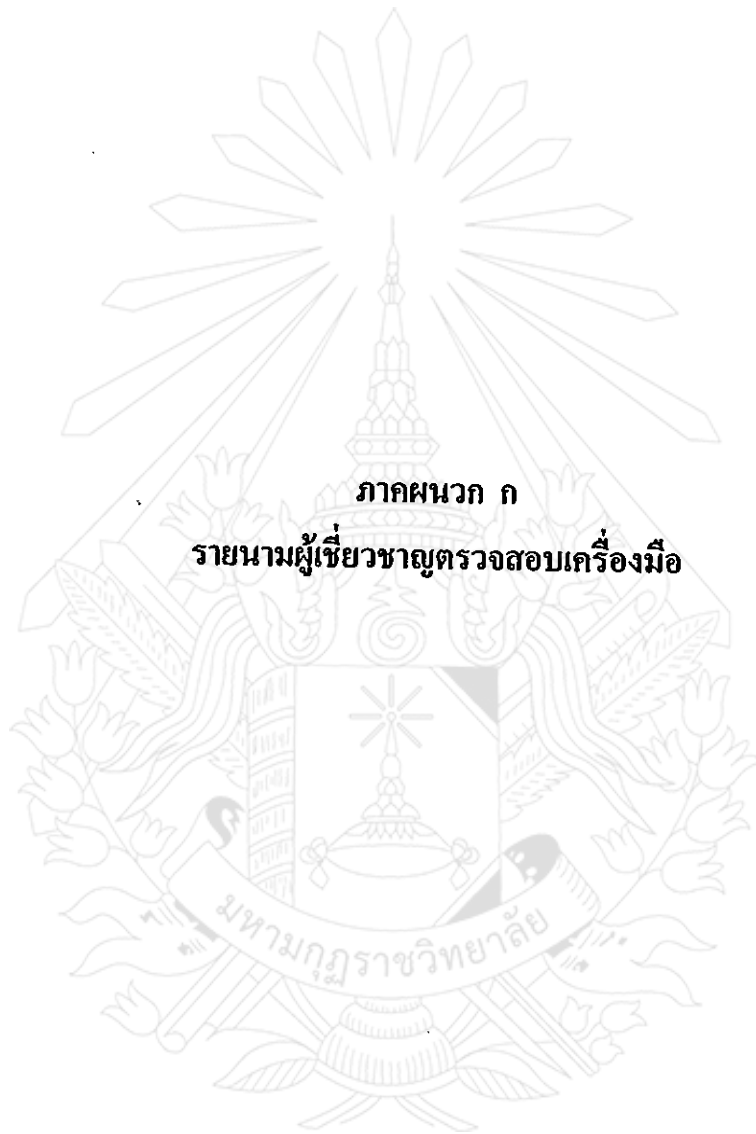 ภาคผนวก ก
รายนามผู้เชี่ยวชาญตรวจสอบเครื่องมือ
มหามกุฏราชวิทยาลัย